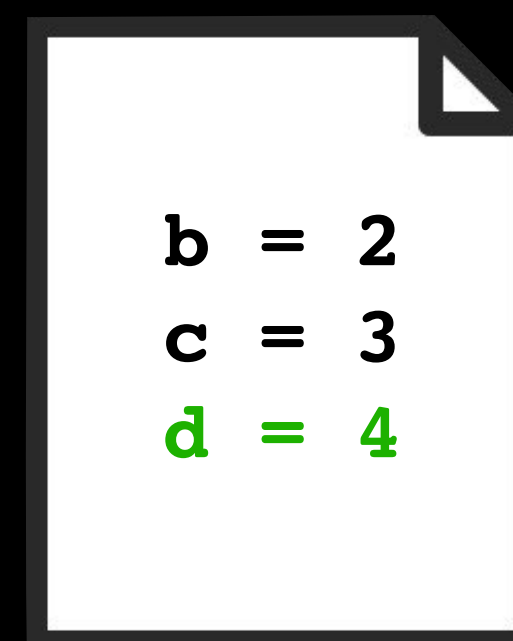 b = 2
c = 3
d = 4